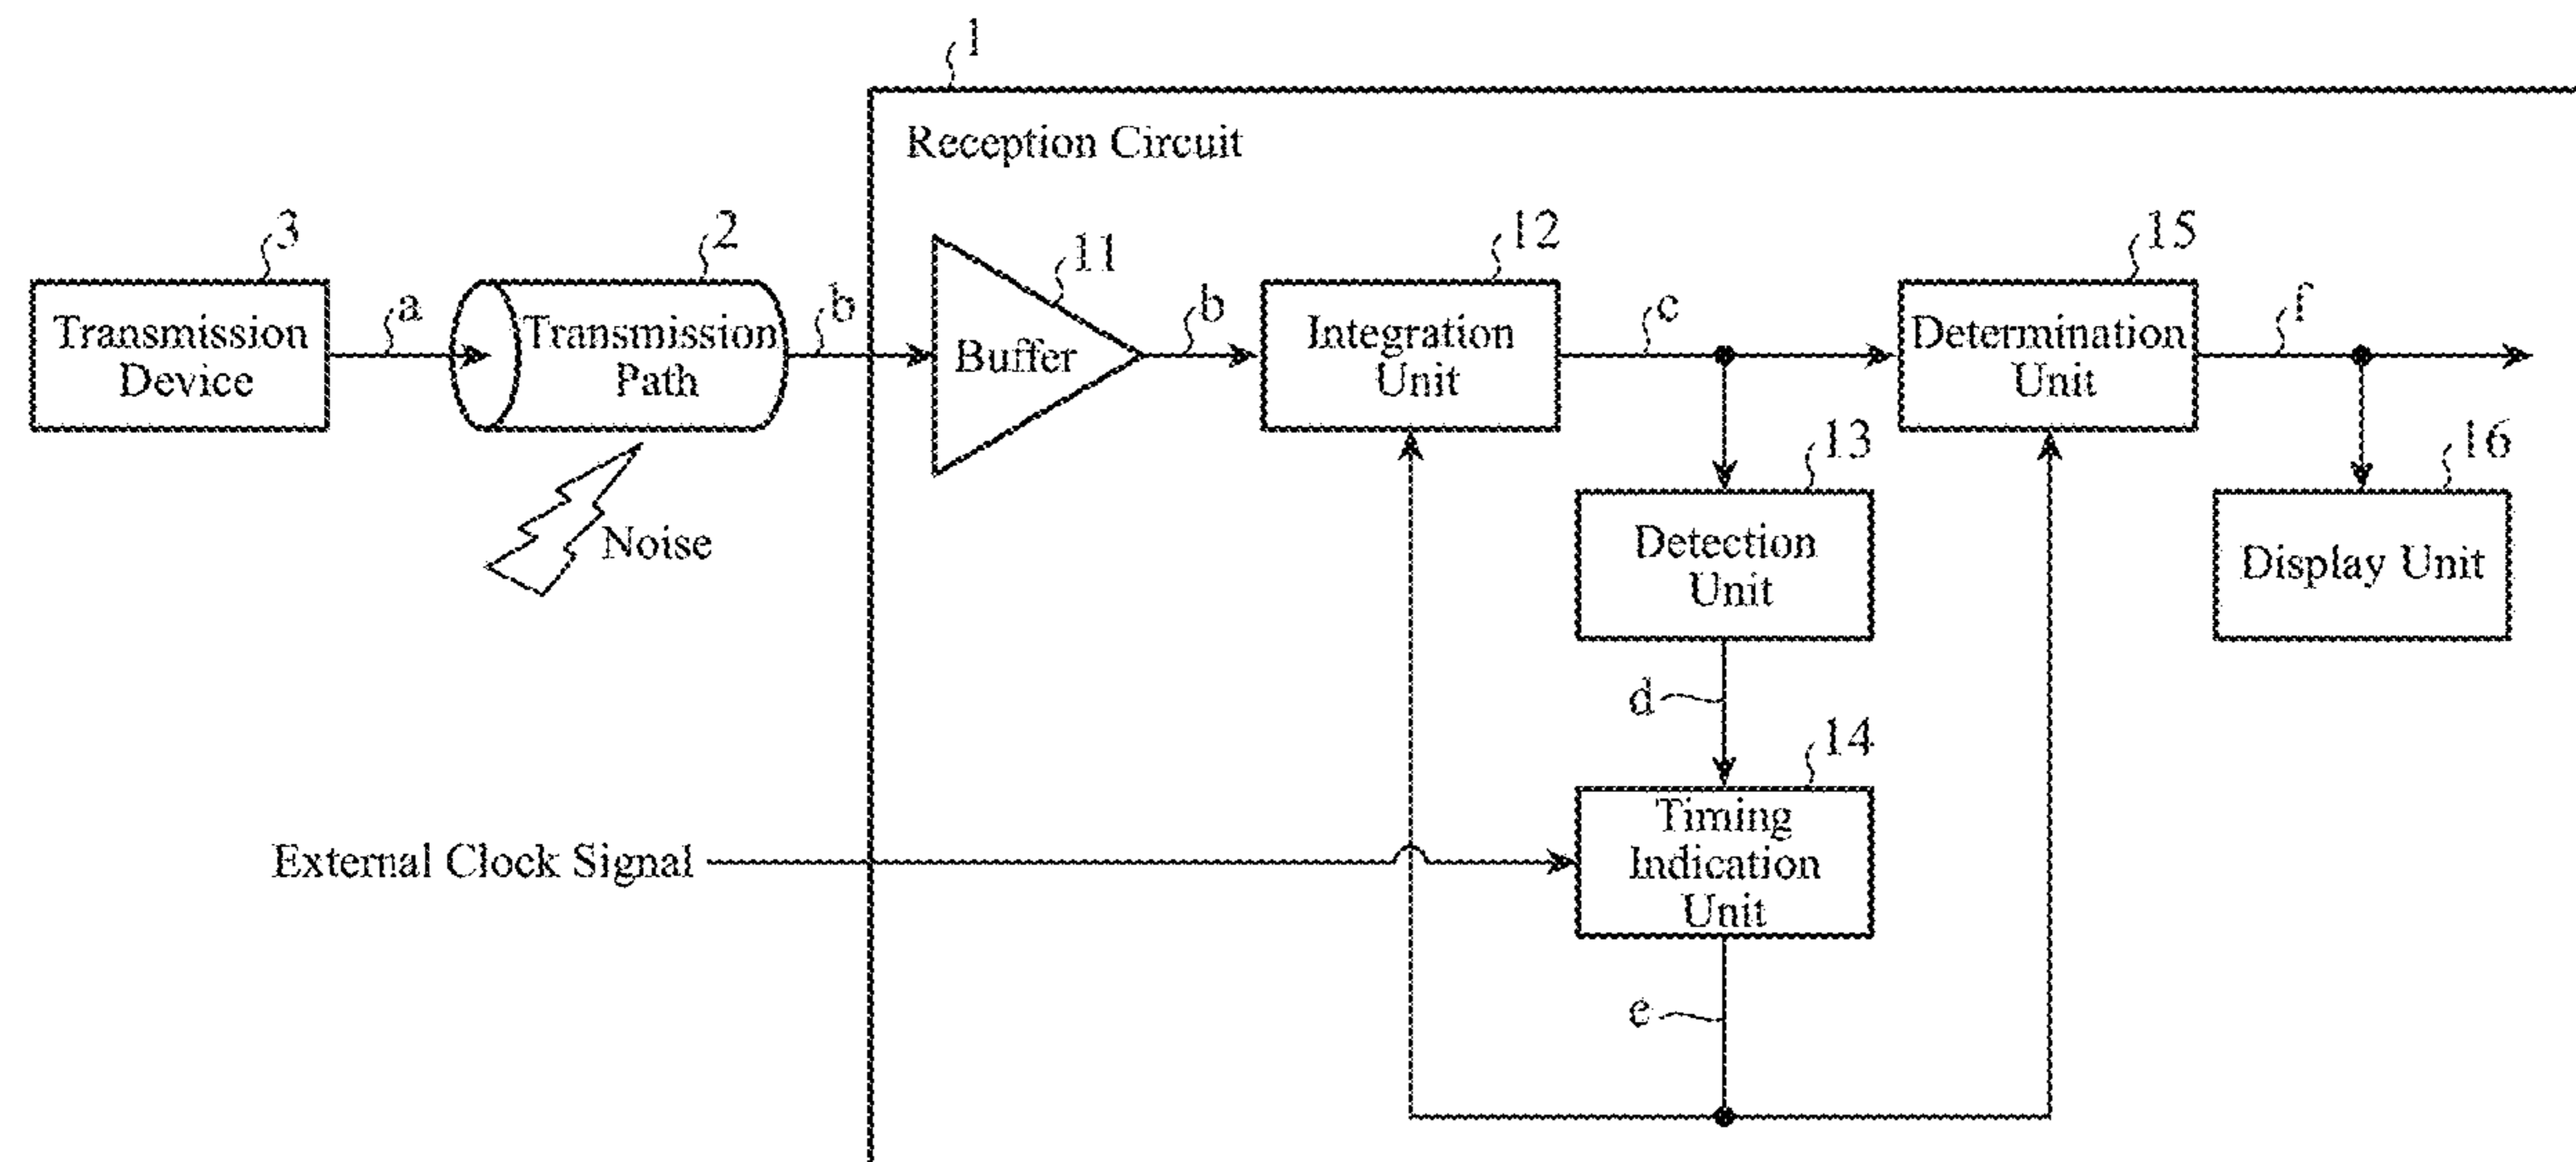 1
Reception Circuit
3
2
11
12
15
Transmission
Device
a
Transmission
Path
b
Buffer
b
Integration
Unit
c
Determination
Unit
f
Noise
13
Detection
Unit
16
Display Unit
d
14
External Clock Signal
Timing
Indication
Unit
e